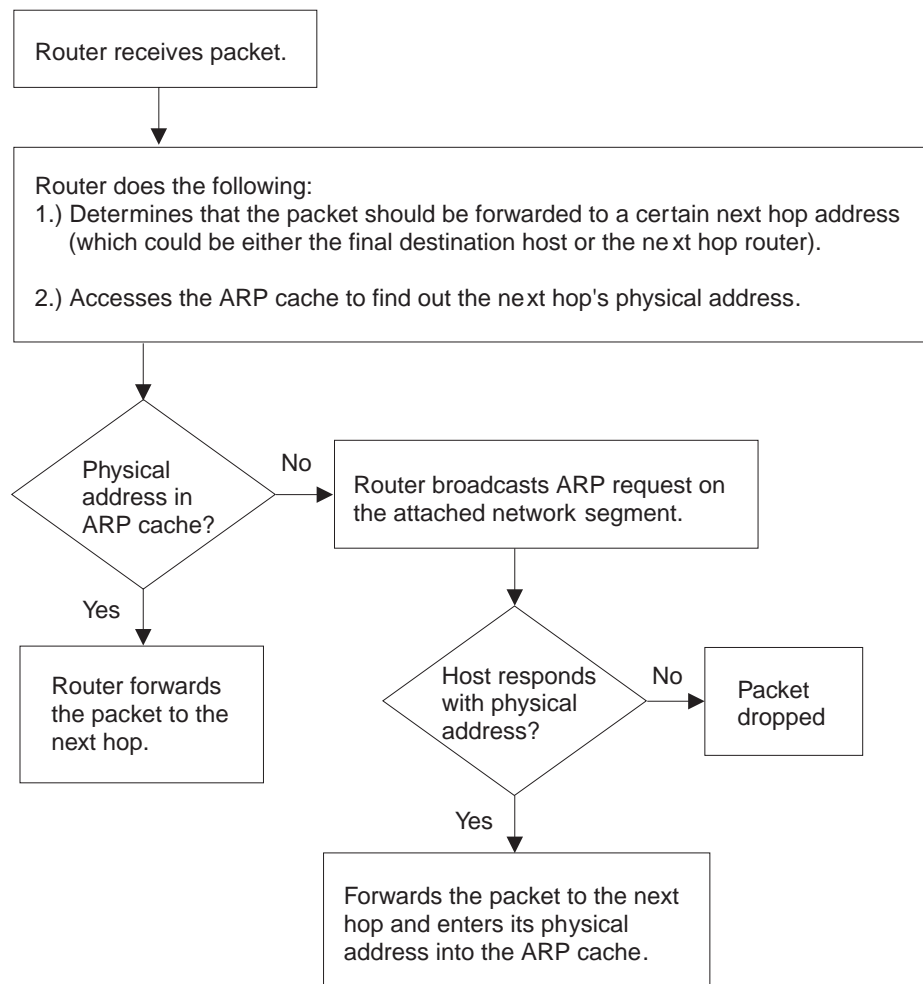 Router receives packet.
Router does the following:
1.) Determines that the packet should be forwarded to a certain next hop address
(which could be either the final destination host or the next hop router).
2.) Accesses the ARP cache to find out the next hop's physical address.
Physical
address in
ARP cache?
No
Router broadcasts ARP request on
the attached network segment.
Yes
Router forwards
the packet to the
next hop.
Host responds
with physical
address?
No
Packet
dropped
Yes
Forwards the packet to the next
hop and enters its physical
address into the ARP cache.